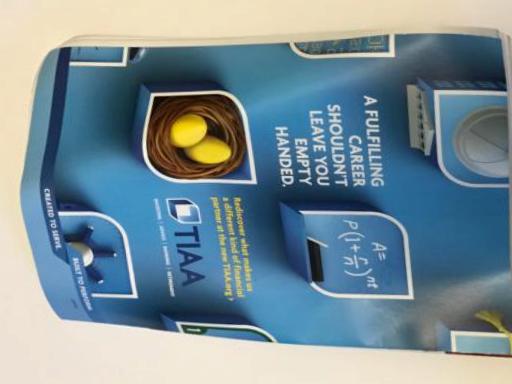 A FULFILLING
CAREER
SHOULDN'T
LEAVE YOU
EMPTY
HANDED.
A=
P(1+r/n)^nt
Rediscover what makes us
a different kind of financial
partner at the new TIAA.org
TIAA
CREATED TO SERVE.
BUILT TO PERFORM.